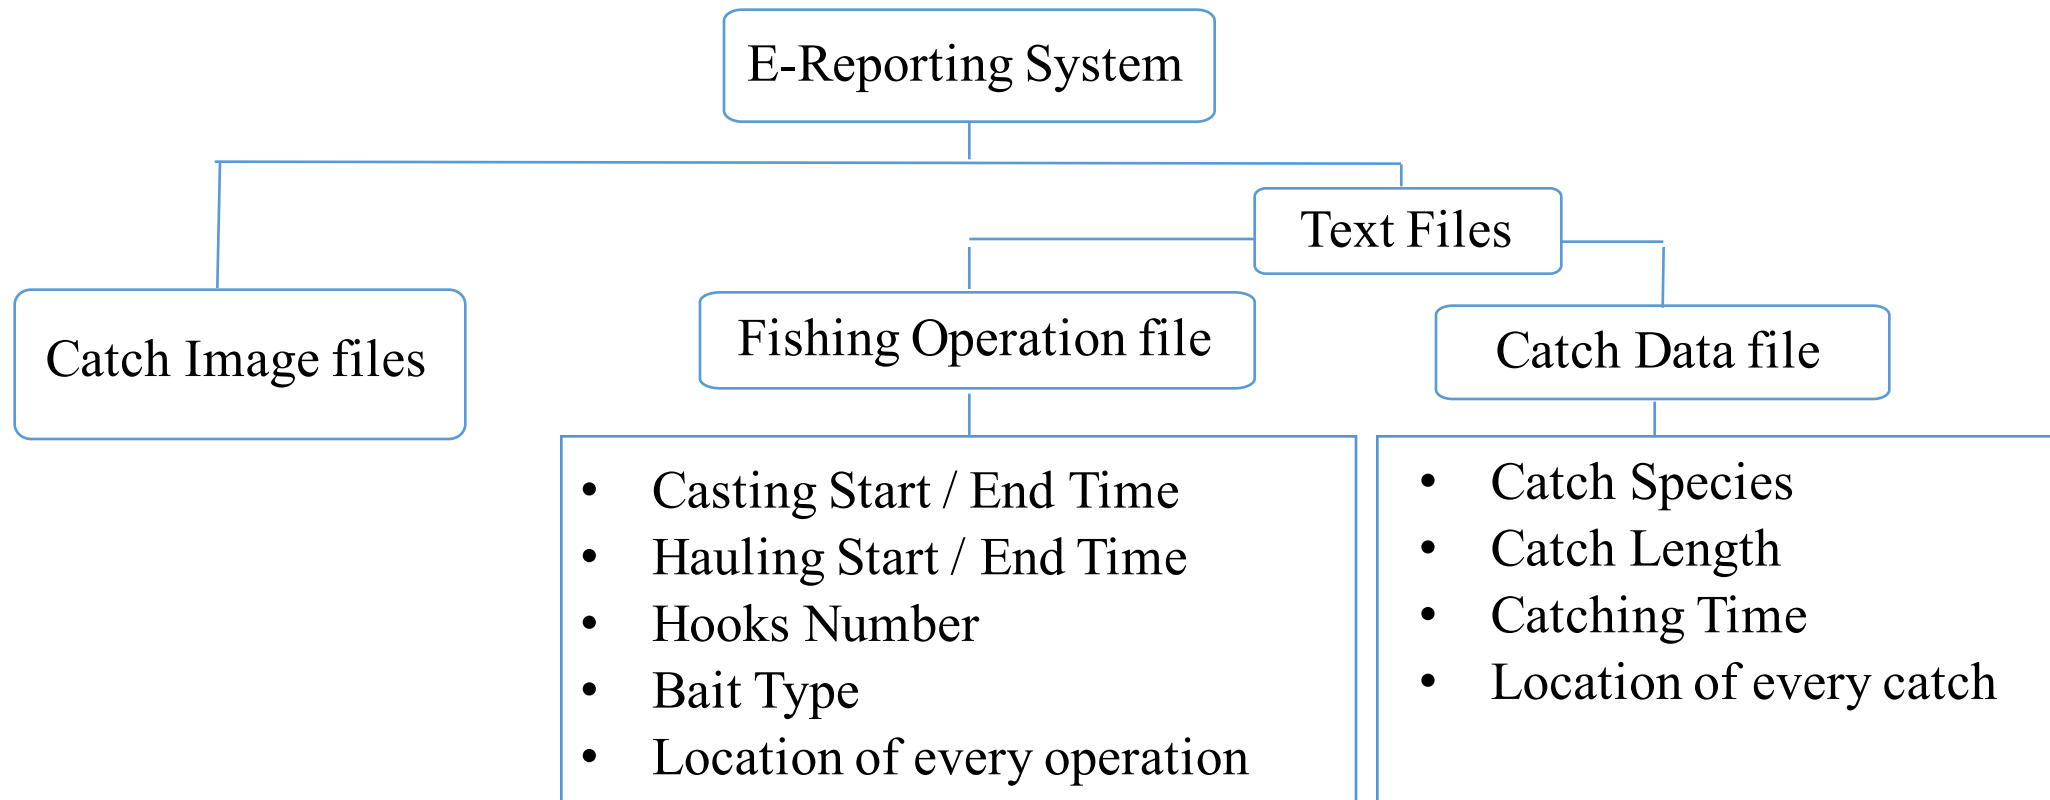 E-Reporting System
Text Files
Catch Image files
Fishing Operation file
Catch Data file
• Casting Start / End Time
• Hauling Start / End Time
• Hooks Number
• Bait Type
• Location of every operation
• Catch Species
• Catch Length
• Catching Time
• Location of every catch